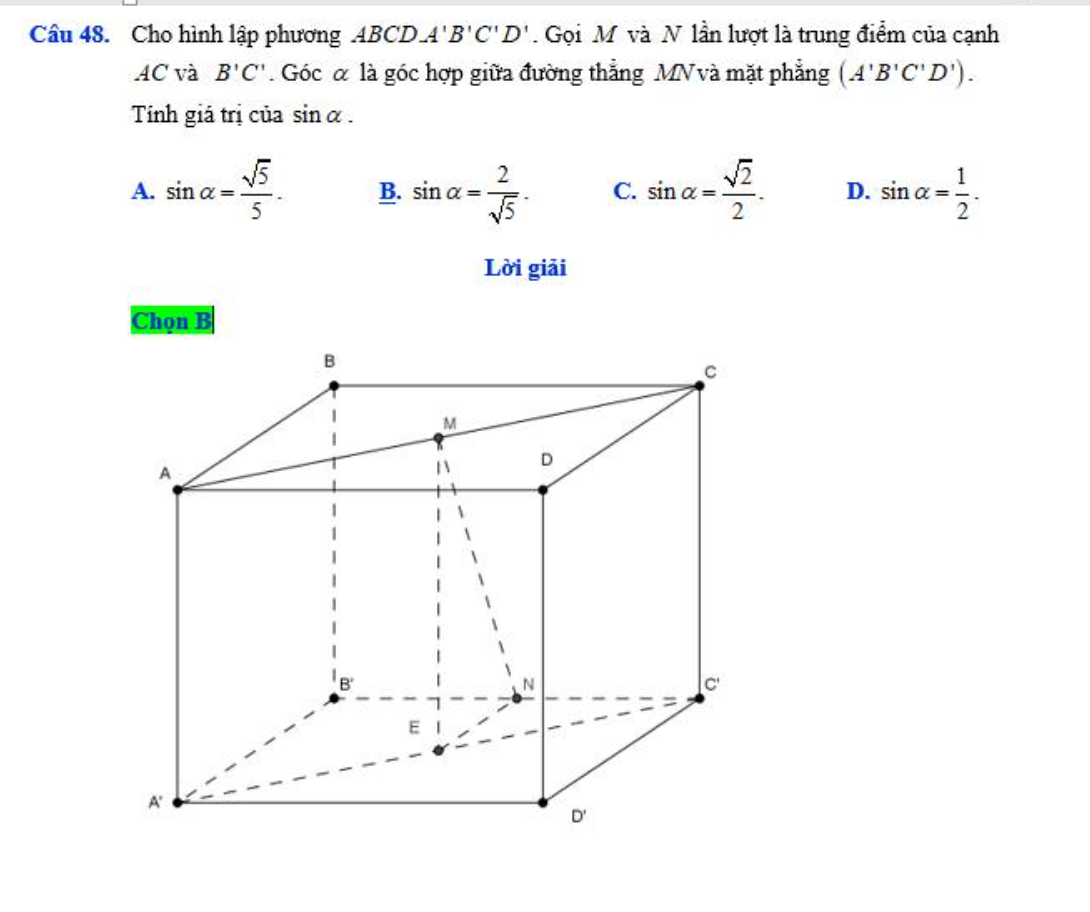 Câu 48. Cho hình lập phương ABCD.A'B'C'D'. Gọi M và N lần lượt là trung điểm của cạnh
AC và B'C'. Góc α là góc hợp giữa đường thẳng MN và mặt phẳng (A'B'C'D').
Tính giá trị của sin α.
A. sin α = √5/5. B. sin α = 2/√5. C. sin α = √2/2. D. sin α = 1/2.
Lời giải
Chọn B
B
C
M
A
D
B'
N
C'
E
A'
D'